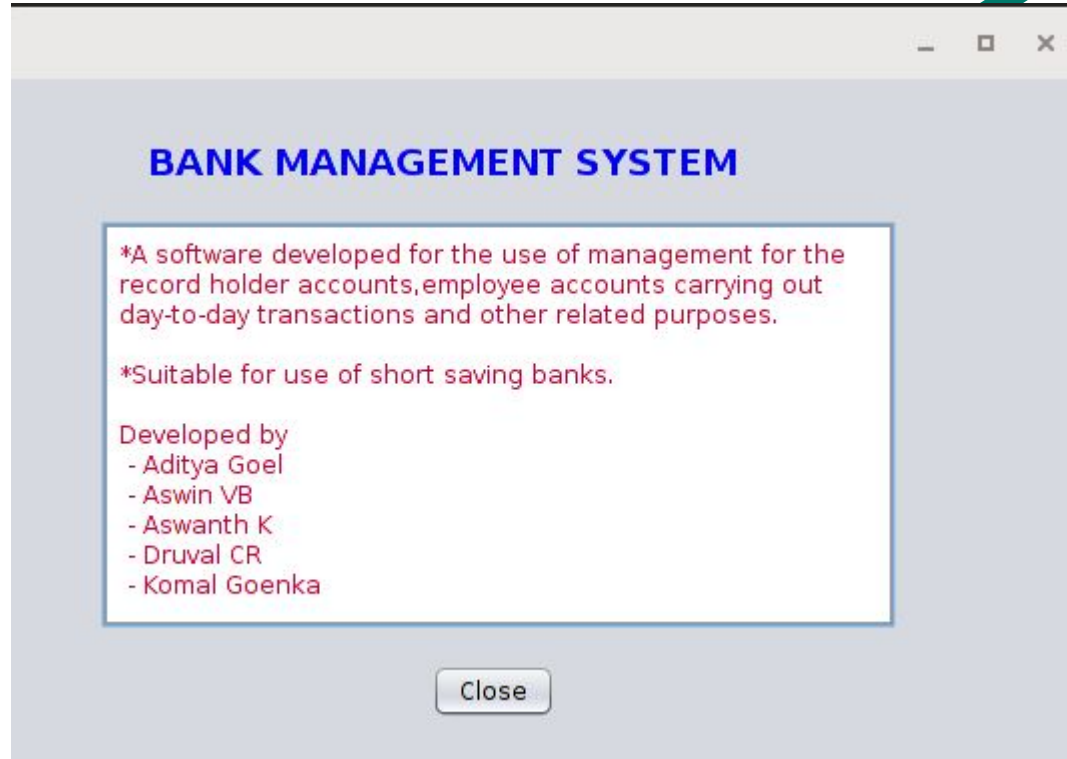 BANK MANAGEMENT SYSTEM
*A software developed for the use of management for the
record holder accounts,employee accounts carrying out
day-to-day transactions and other related purposes.
*Suitable for use of short saving banks.
Developed by
- Aditya Goel
- Aswin VB
- Aswanth K
- Druval CR
- Komal Goenka
Close